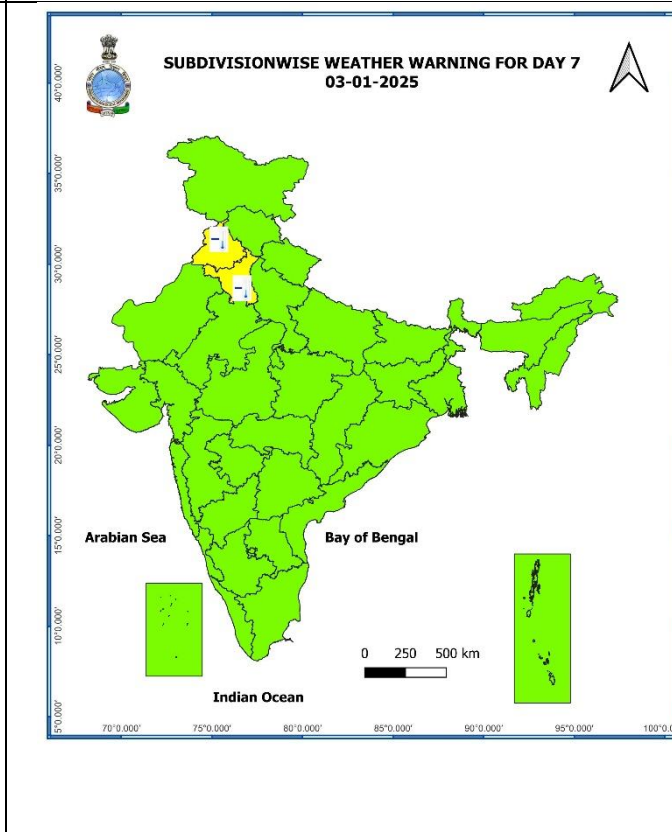 SUBDIVISIONWISE WEATHER WARNING FOR DAY 7
03-01-2025
40°0.000'
35°0.000'
30°0.000'
25°0.000'
20°0.000'
15°0.000'
10°0.000'
5°0.000'
Arabian Sea
Bay of Bengal
0 250 500 km
Indian Ocean
70°0.000' 75°0.000' 80°0.000' 85°0.000' 90°0.000' 95°0.000' 100°0.0